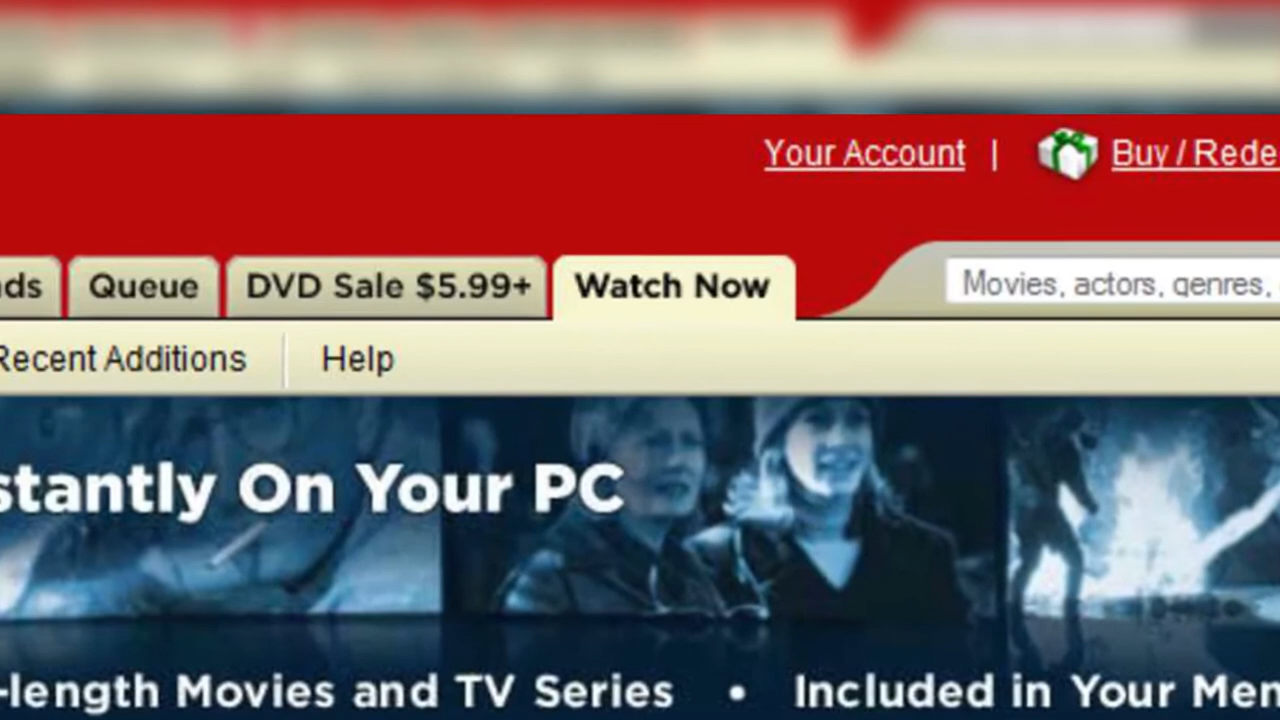 Your Account | Buy / Rede
ds Queue DVD Sale $5.99+ Watch Now Movies, actors, genres,
Recent Additions Help
stantly On Your PC
-length Movies and TV Series • Included in Your Mem